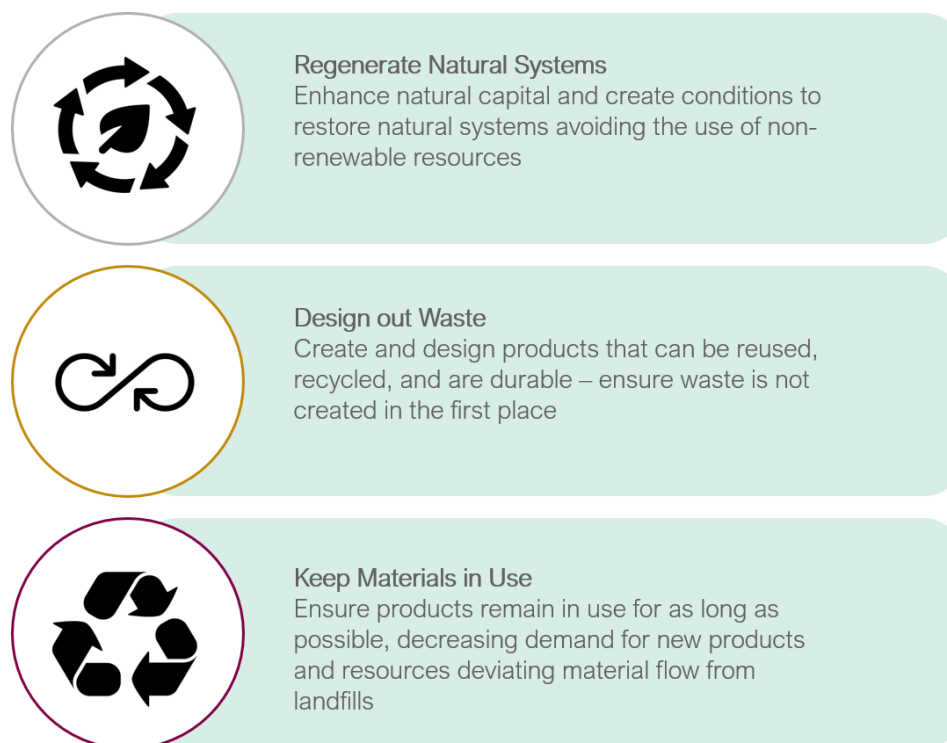 Regenerate Natural Systems
Enhance natural capital and create conditions to
restore natural systems avoiding the use of non-
renewable resources
Design out Waste
Create and design products that can be reused,
recycled, and are durable – ensure waste is not
created in the first place
Keep Materials in Use
Ensure products remain in use for as long as
possible, decreasing demand for new products
and resources deviating material flow from
landfills